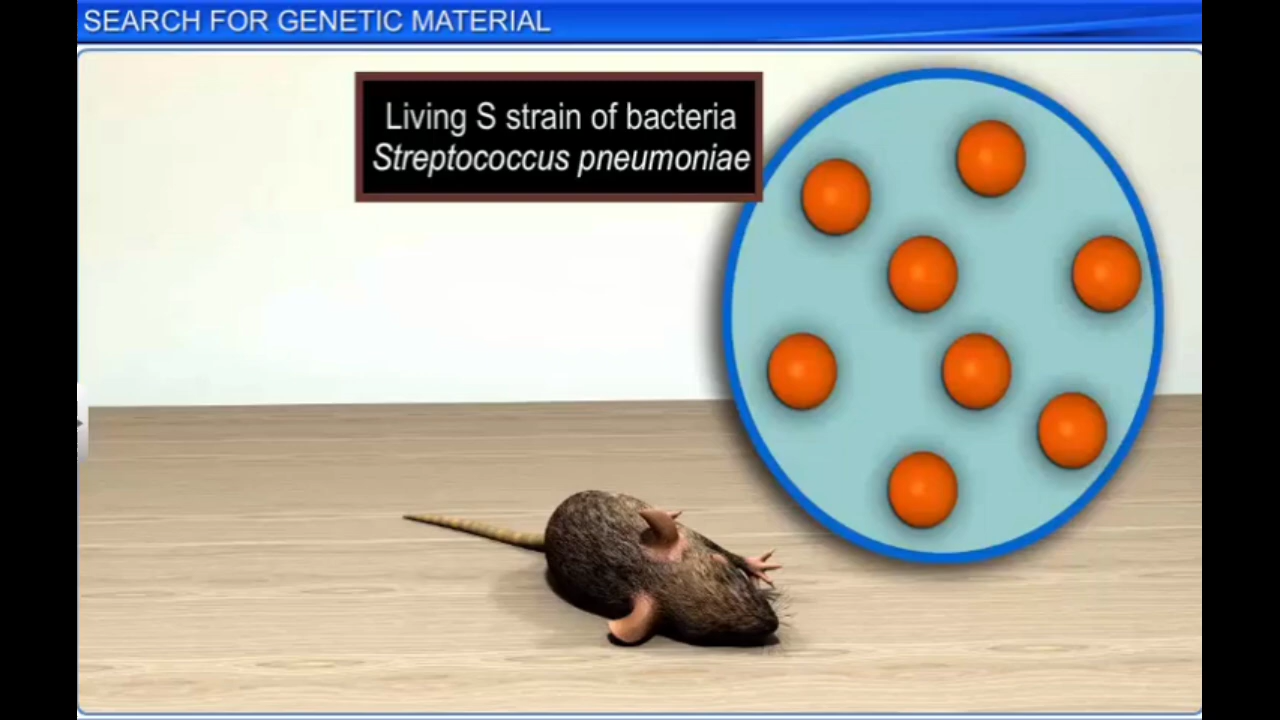 SEARCH FOR GENETIC MATERIAL
Living S strain of bacteria
Streptococcus pneumoniae